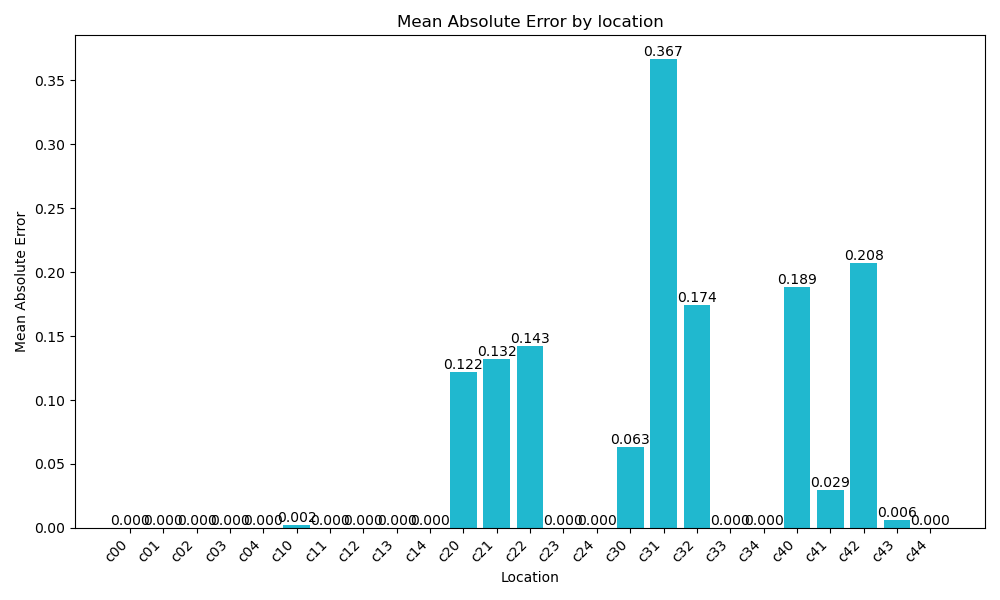 Mean Absolute Error by location
Mean Absolute Error
0.35
0.30
0.25
0.20
0.15
0.10
0.05
0.00
0.000 0.000 0.000 0.000 0.000 0.002 0.000 0.000 0.000 0.000 0.122 0.132 0.143 0.000 0.000 0.063 0.367 0.174 0.000 0.000 0.189 0.029 0.208 0.006 0.000
c00 c01 c02 c03 c04 c10 c11 c12 c13 c14 c20 c21 c22 c23 c24 c30 c31 c32 c33 c34 c40 c41 c42 c43 c44
Location